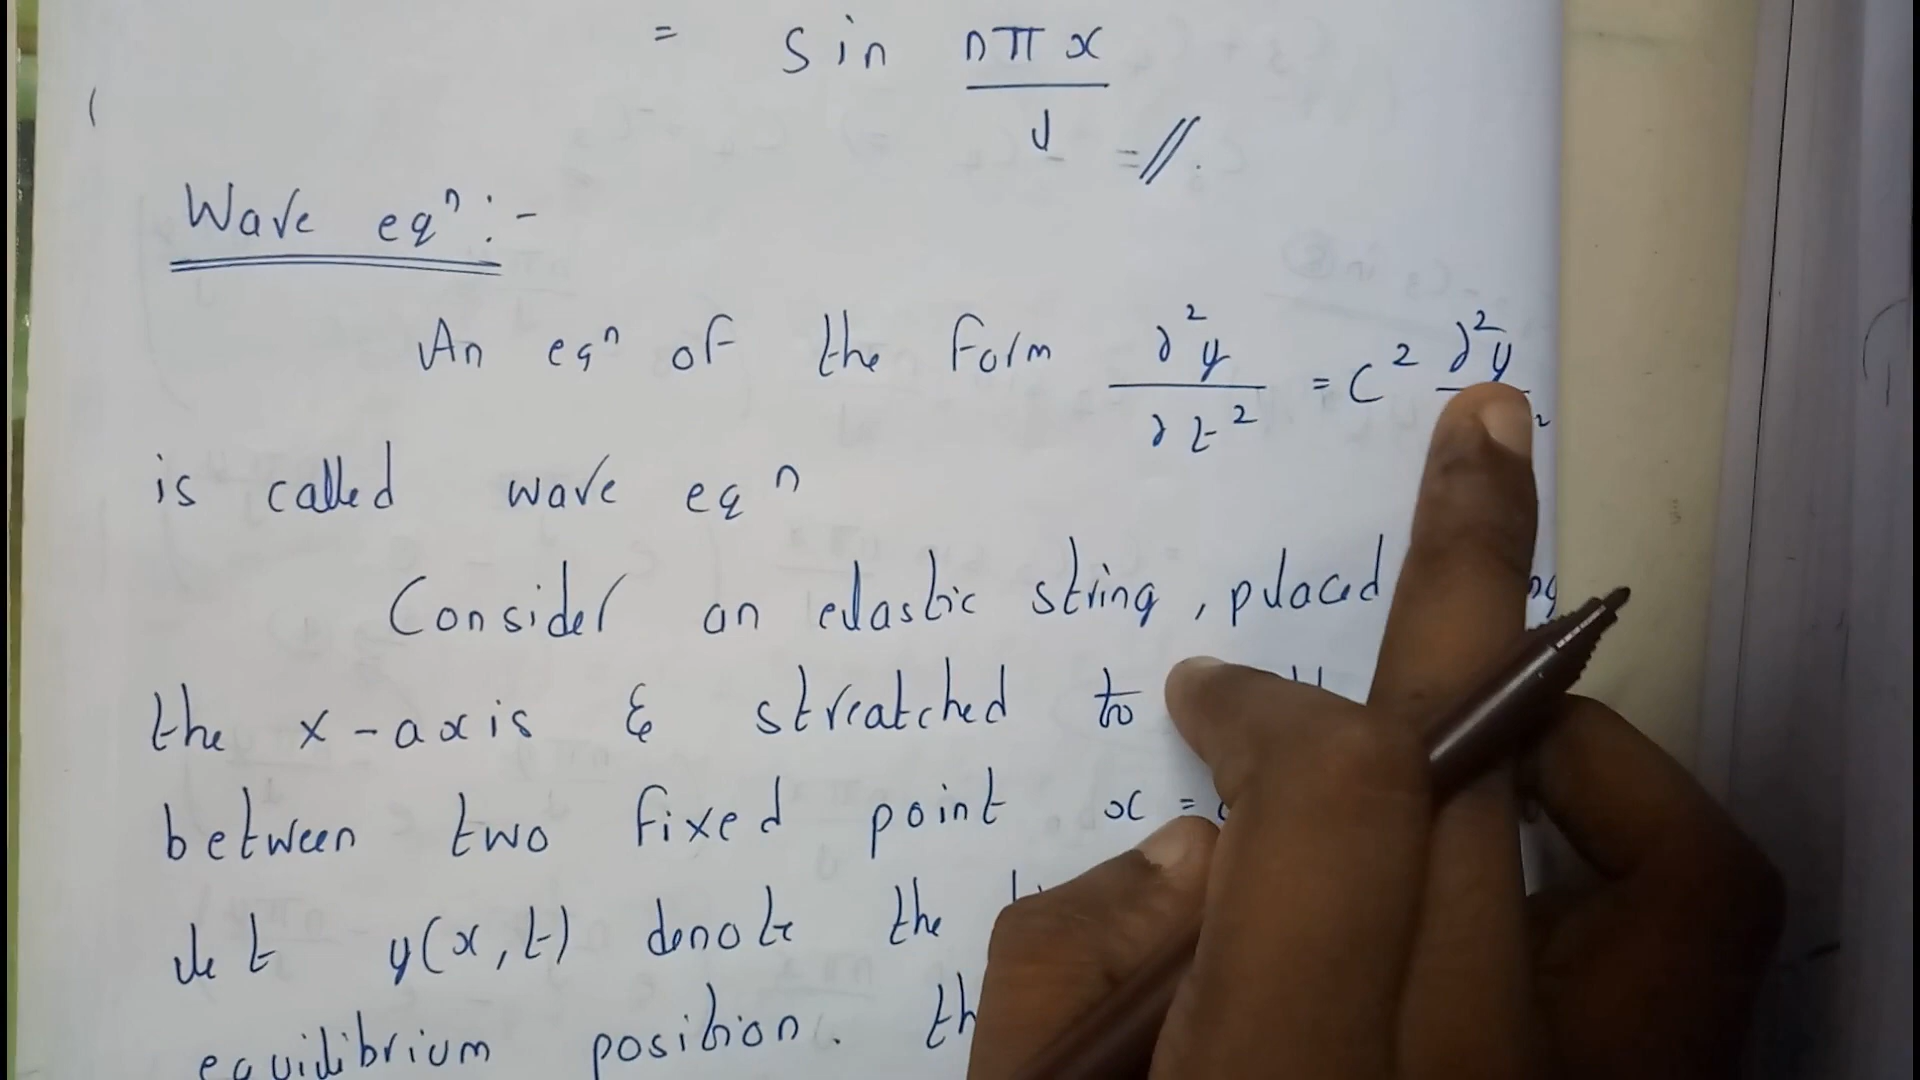 = sin nπx / l =//.
Wave eqⁿ :-
An eqⁿ of the form ∂²y / ∂t² = C² ∂²y
is called wave eqⁿ
Consider an elastic string, placed
the x-axis & streatched to
between two fixed point x =
let y(x,t) denote the
equilibrium position.